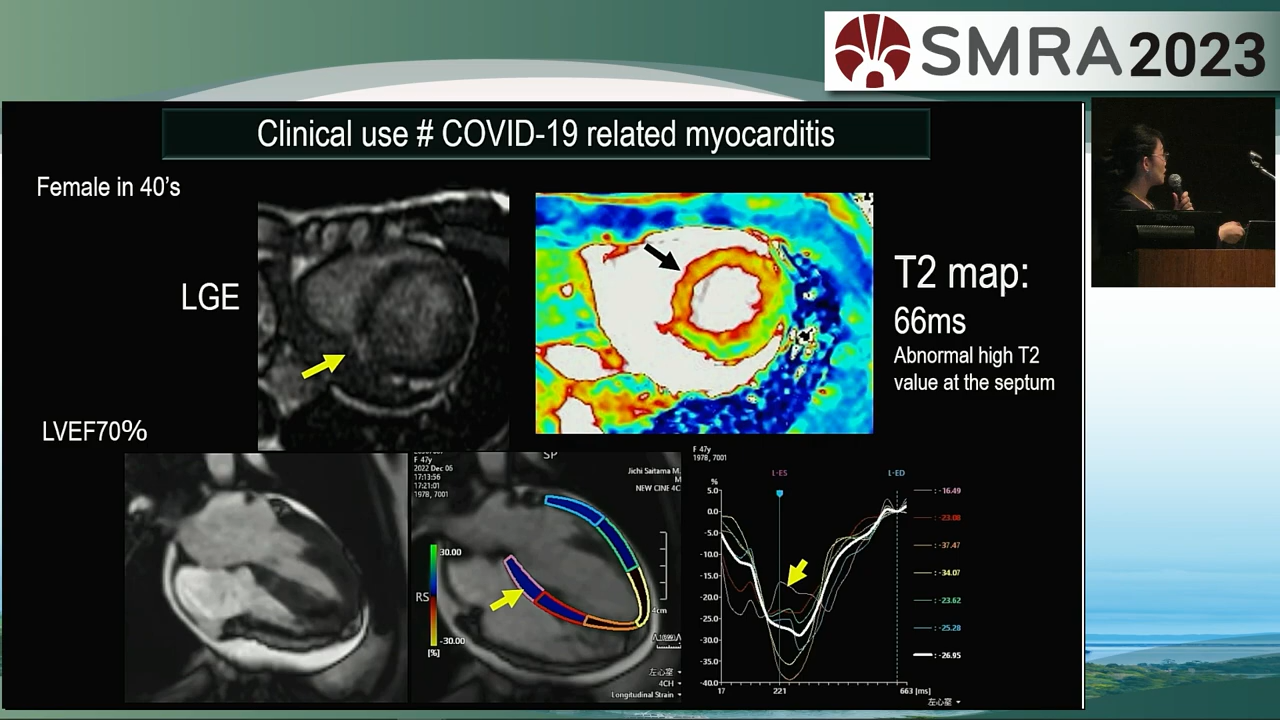 SMRA 2023
Clinical use # COVID-19 related myocarditis
Female in 40's
LGE
T2 map:
66ms
Abnormal high T2
value at the septum
LVEF70%
F 47y
2022 Dec 06
17:13:56
17:21:01
1978, 7001
SP
Jichi Saitama M.
M
NEW CINE 4C
30.00
RS
-30.00
[%]
4cm
左心室
4CH
Longitudinal Strain
F 47y
1978, 7001
L-ES
L-ED
%
5.0
0.0
-5.0
-10.0
-15.0
-20.0
-25.0
-30.0
-35.0
-40.0
17
221
663 [ms]
: -16.49
: -23.08
: -37.47
: -34.07
: -23.62
: -25.28
: -26.95
左心室